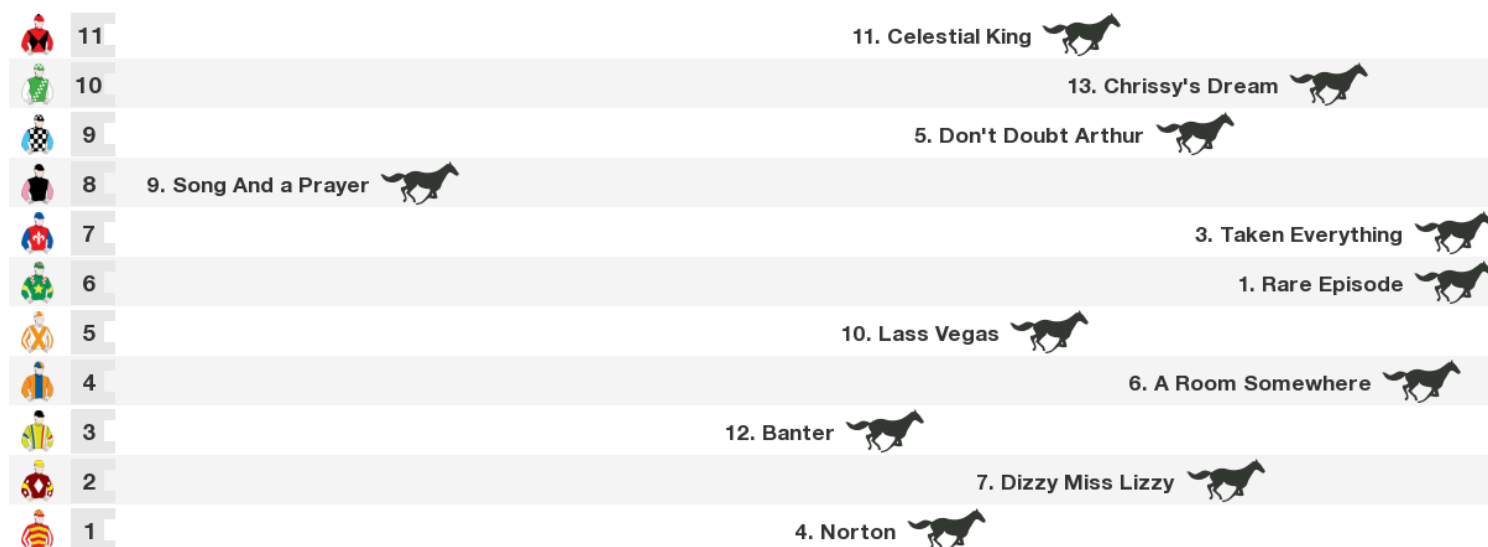 11 11. Celestial King
10 13. Chrissy's Dream
9 5. Don't Doubt Arthur
8 9. Song And a Prayer
7 3. Taken Everything
6 1. Rare Episode
5 10. Lass Vegas
4 6. A Room Somewhere
3 12. Banter
2 7. Dizzy Miss Lizzy
1 4. Norton